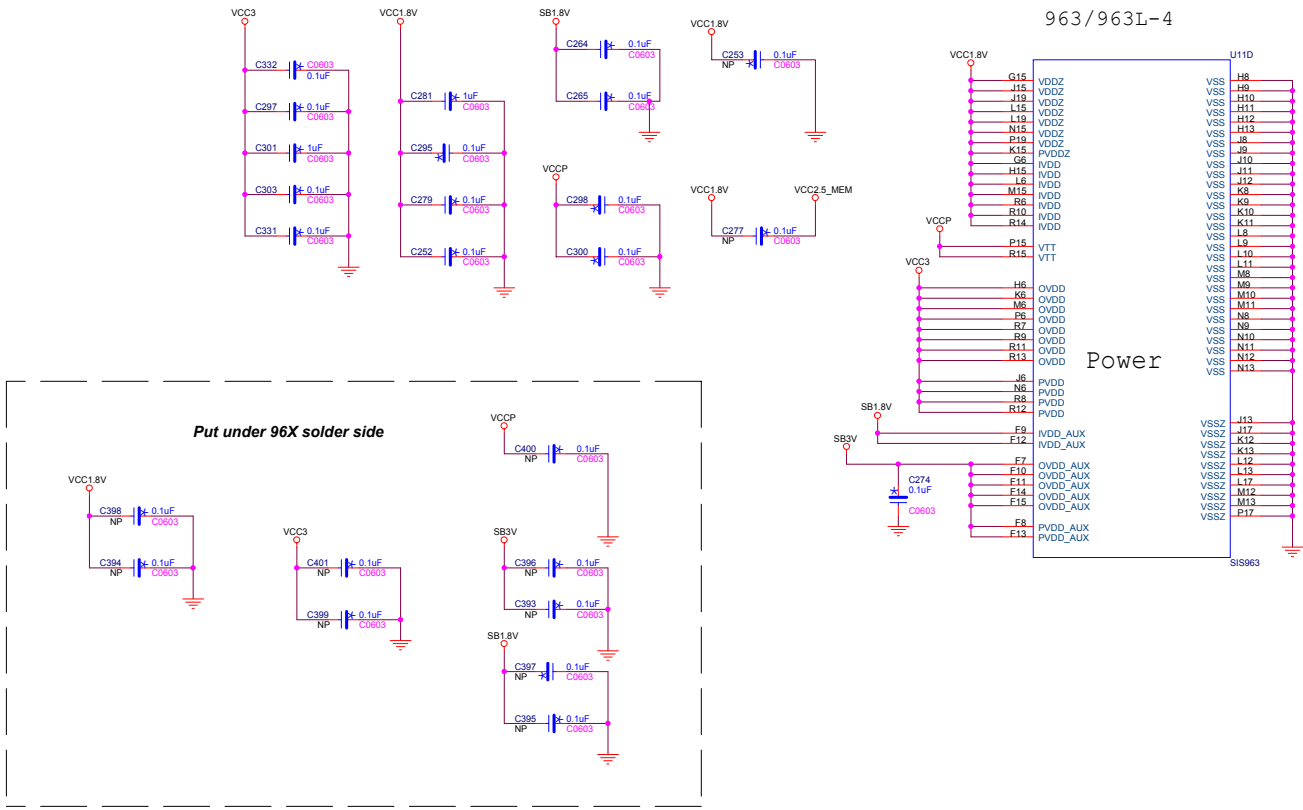 963/963L-4
VCC3
C332 C0603
0.1uF
C297 0.1uF
C0603
C301 1uF
C0603
C303 0.1uF
C0603
C331 0.1uF
C0603
VCC1.8V
C281 1uF
C0603
C295 0.1uF
C0603
C279 0.1uF
C0603
C252 0.1uF
C0603
SB1.8V
C264 0.1uF
C0603
C265 0.1uF
C0603
VCCP
C298 0.1uF
C0603
C300 0.1uF
C0603
VCC1.8V
C253 0.1uF
NP C0603
VCC1.8V VCC2.5_MEM
C277 0.1uF
NP C0603
Put under 96X solder side
VCC1.8V
C398 0.1uF
NP C0603
C394 0.1uF
NP C0603
VCC3
C401 0.1uF
NP C0603
C399 0.1uF
NP C0603
VCCP
C400 0.1uF
NP C0603
SB3V
C396 0.1uF
NP C0603
C393 0.1uF
NP C0603
SB1.8V
C397 0.1uF
NP C0603
C395 0.1uF
NP C0603
U11D
VCC1.8V
G15 VDDZ
J15 VDDZ
J19 VDDZ
L15 VDDZ
L19 VDDZ
N15 VDDZ
P19 VDDZ
K15 PVDDZ
G6 IVDD
H15 IVDD
L6 IVDD
M15 IVDD
R6 IVDD
R10 IVDD
R14 IVDD
VCCP
P15 VTT
R15 VTT
VCC3
H6 OVDD
K6 OVDD
M6 OVDD
P6 OVDD
R7 OVDD
R9 OVDD
R11 OVDD
R13 OVDD
J6 PVDD
N6 PVDD
R8 PVDD
R12 PVDD
SB1.8V
F9 IVDD_AUX
F12 IVDD_AUX
SB3V
F7 OVDD_AUX
F10 OVDD_AUX
F11 OVDD_AUX
F14 OVDD_AUX
F15 OVDD_AUX
F8 PVDD_AUX
F13 PVDD_AUX
C274
0.1uF
C0603
Power
VSS H8
VSS H9
VSS H10
VSS H11
VSS H12
VSS H13
VSS J8
VSS J9
VSS J10
VSS J11
VSS J12
VSS K8
VSS K9
VSS K10
VSS K11
VSS L8
VSS L9
VSS L10
VSS L11
VSS M8
VSS M9
VSS M10
VSS M11
VSS N8
VSS N9
VSS N10
VSS N11
VSS N12
VSS N13
VSSZ J13
VSSZ J17
VSSZ K12
VSSZ K13
VSSZ L12
VSSZ L13
VSSZ L17
VSSZ M12
VSSZ M13
VSSZ P17
SIS963